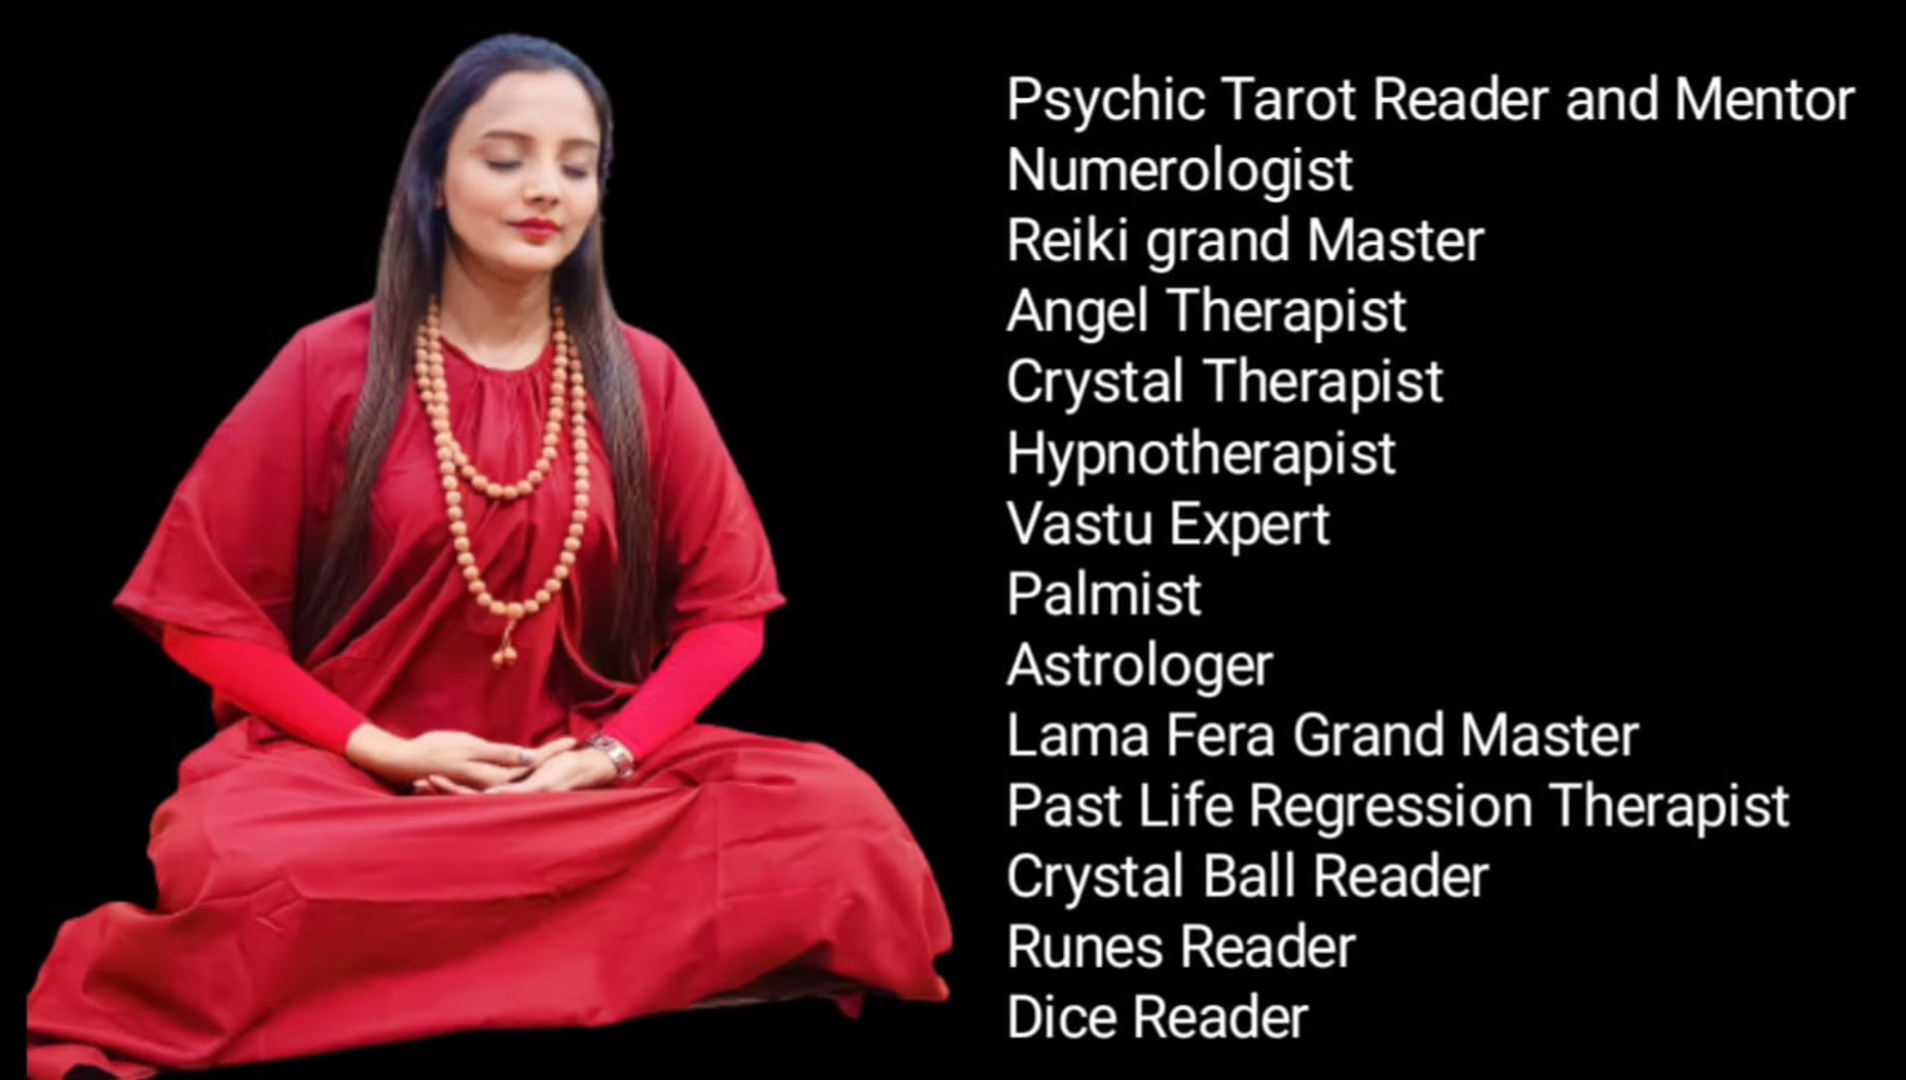 Psychic Tarot Reader and Mentor
Numerologist
Reiki grand Master
Angel Therapist
Crystal Therapist
Hypnotherapist
Vastu Expert
Palmist
Astrologer
Lama Fera Grand Master
Past Life Regression Therapist
Crystal Ball Reader
Runes Reader
Dice Reader